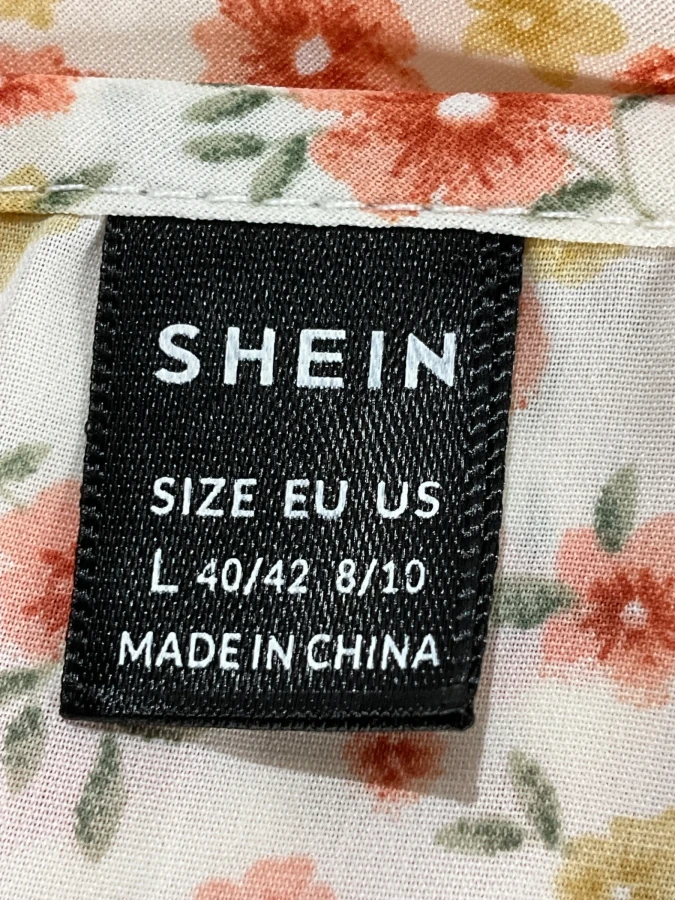 SHEIN
SIZE EU US
L 40/42 8/10
MADE IN CHINA